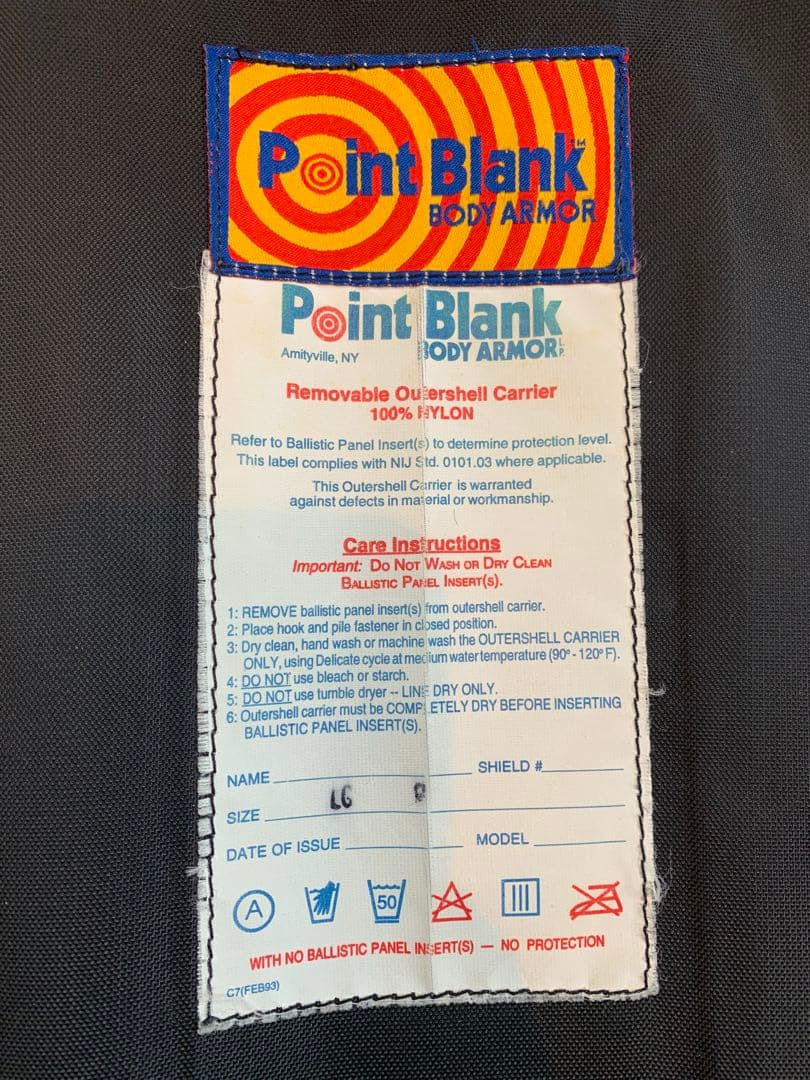 Point Blank™
BODY ARMOR
Point Blank
Amityville, NY
BODY ARMOR L.P.
Removable Outershell Carrier
100% NYLON
Refer to Ballistic Panel Insert(s) to determine protection level.
This label complies with NIJ Std. 0101.03 where applicable.
This Outershell Carrier is warranted
against defects in material or workmanship.
Care Instructions
Important: DO NOT WASH OR DRY CLEAN
BALLISTIC PANEL INSERT(S).
1: REMOVE ballistic panel insert(s) from outershell carrier.
2: Place hook and pile fastener in closed position.
3: Dry clean, hand wash or machine wash the OUTERSHELL CARRIER
ONLY, using Delicate cycle at medium water temperature (90° - 120° F).
4: DO NOT use bleach or starch.
5: DO NOT use tumble dryer -- LINE DRY ONLY.
6: Outershell carrier must be COMPLETELY DRY BEFORE INSERTING
BALLISTIC PANEL INSERT(S).
NAME SHIELD #
SIZE LG
DATE OF ISSUE MODEL
A 50
WITH NO BALLISTIC PANEL INSERT(S) — NO PROTECTION
C7(FEB93)